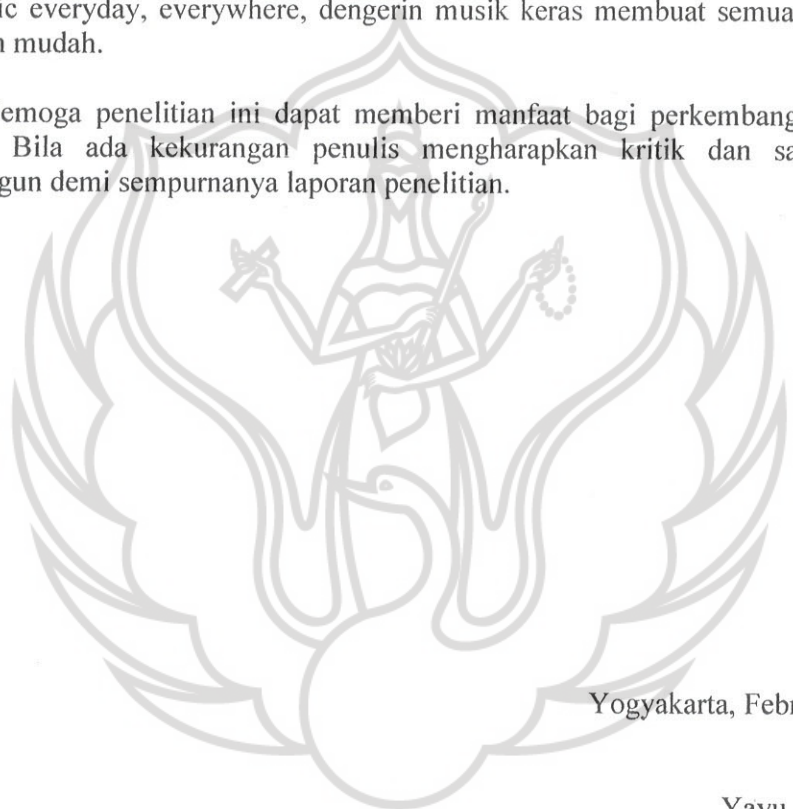 everyday, everywhere, dengerin musik keras membuat semua
mudah.
penelitian ini dapat memberi manfaat bagi
Bila ada kekurangan penulis mengharapkan kritik dan
demi sempurnanya laporan penelitian.
Yogyakarta,